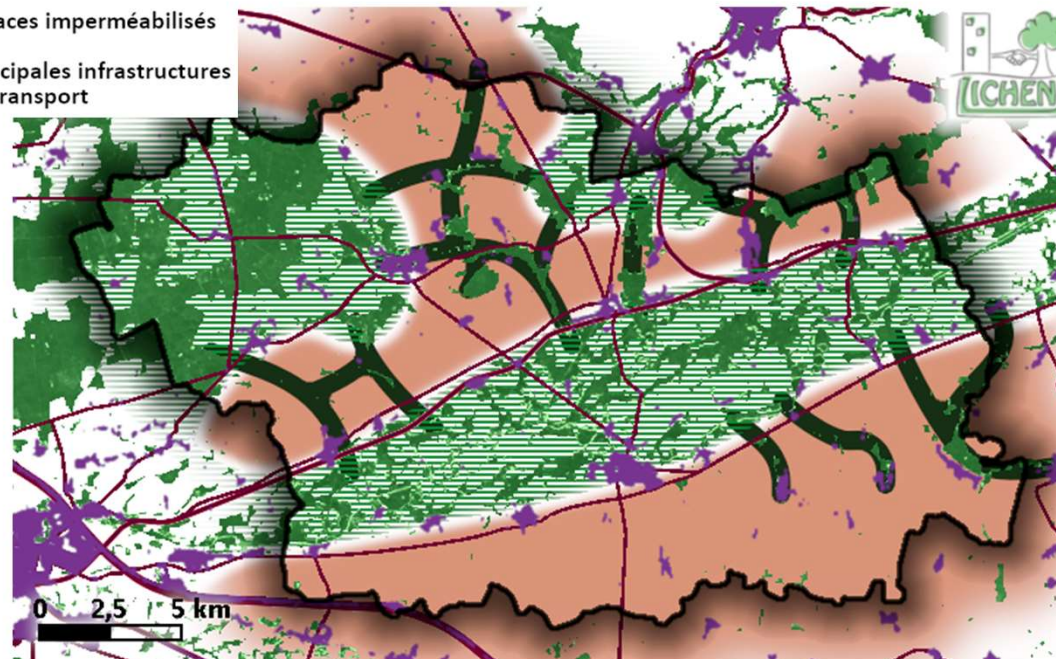 aces imperméabilisés
cipales infrastructures
ransport
LICHEN
0 2,5 5 km